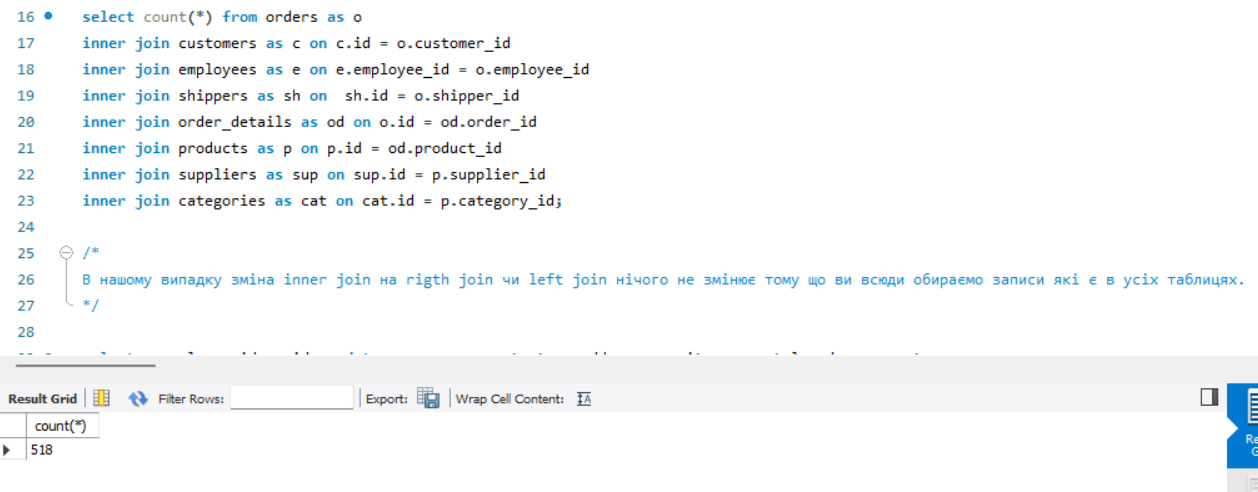 16 select count(*) from orders as o
17 inner join customers as c on c.id = o.customer_id
18 inner join employees as e on e.employee_id = o.employee_id
19 inner join shippers as sh on  sh.id = o.shipper_id
20 inner join order_details as od on o.id = od.order_id
21 inner join products as p on p.id = od.product_id
22 inner join suppliers as sup on sup.id = p.supplier_id
23 inner join categories as cat on cat.id = p.category_id;
24
25 /*
26 В нашому випадку зміна inner join на rigth join чи left join нічого не змінює тому що ви всюди обираємо записи які є в усіх таблицях.
27 */
28
Result Grid Filter Rows: Export: Wrap Cell Content: IA
count(*)
518